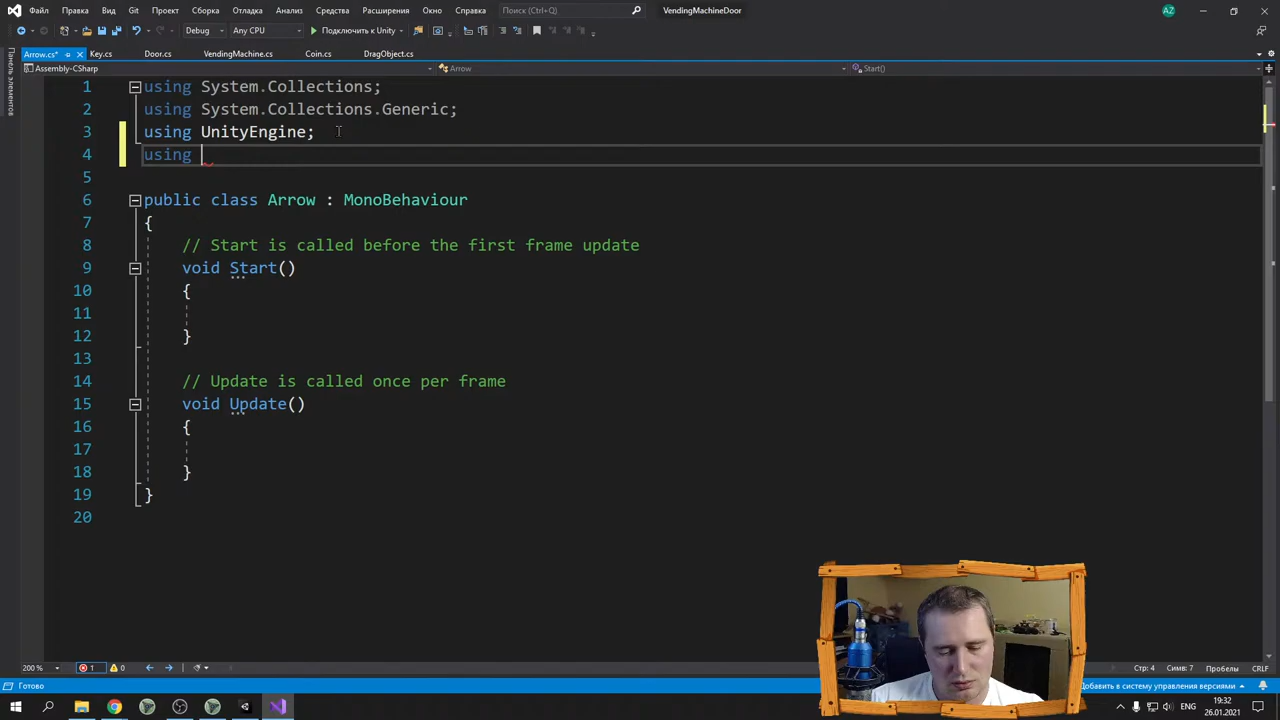 Файл Правка Вид Git Проект Сборка Отладка Анализ Средства Расширения Окно Справка VendingMachineDoor AZ
Debug Any CPU Подключить к Unity
Arrow.cs* Key.cs Door.cs VendingMachine.cs Coin.cs DragObject.cs
Assembly-CSharp Arrow Start()
Панель элементов
1 using System.Collections;
2 using System.Collections.Generic;
3 using UnityEngine;
4 using
5
6 public class Arrow : MonoBehaviour
7 {
8 // Start is called before the first frame update
9 void Start()
10 {
11
12 }
13
14 // Update is called once per frame
15 void Update()
16 {
17
18 }
19 }
20
200 % 1 0 Стр: 4 Симв: 7 Пробелы CRLF
Готово Добавить в систему управления версиями
ENG 19:32
26.01.2021